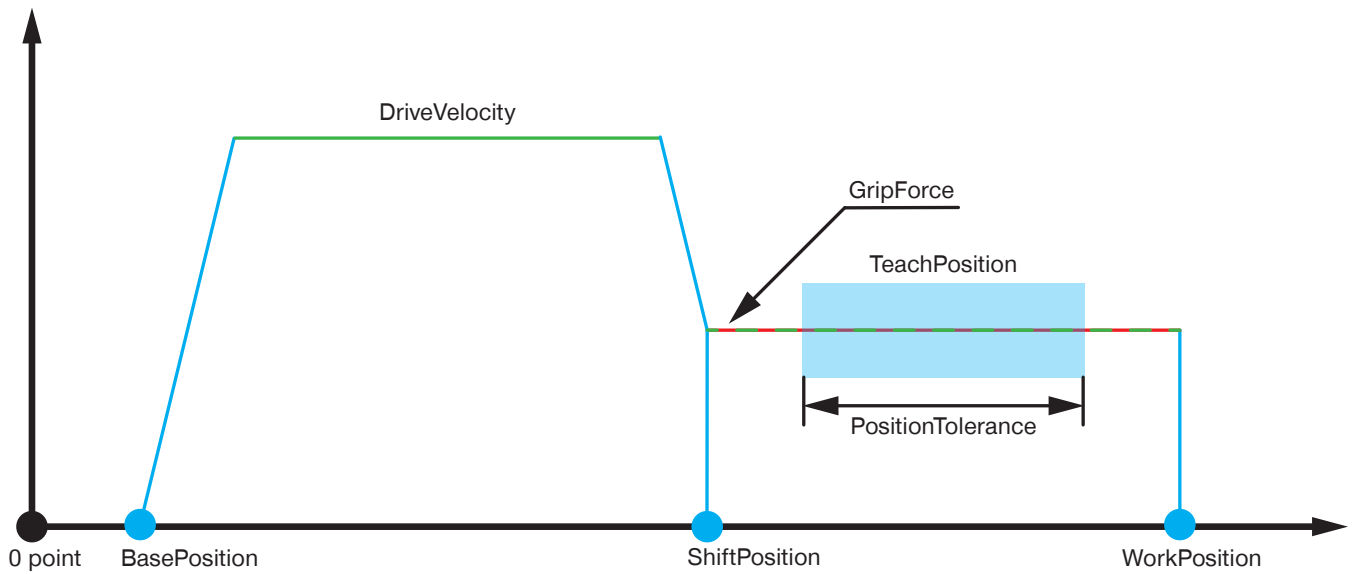 DriveVelocity
GripForce
TeachPosition
PositionTolerance
0 point
BasePosition
ShiftPosition
WorkPosition